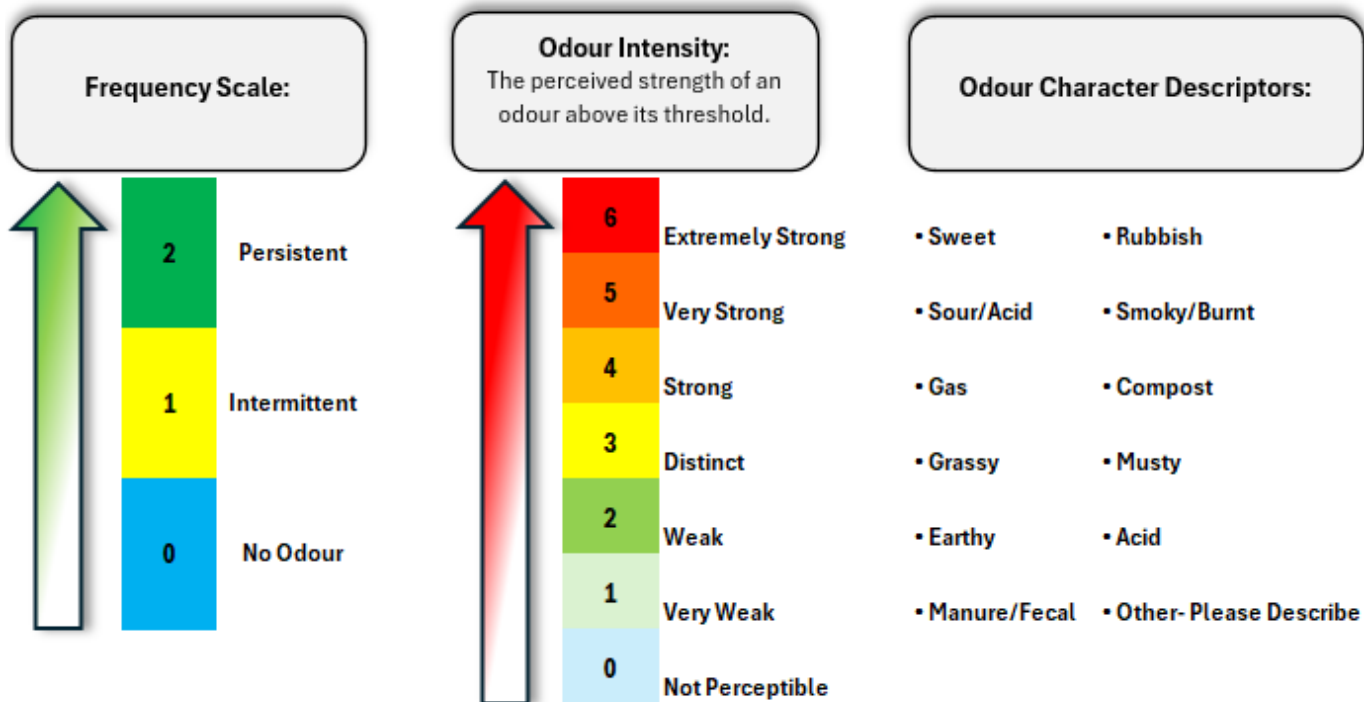 Frequency Scale:
2 Persistent
1 Intermittent
0 No Odour
Odour Intensity:
The perceived strength of an
odour above its threshold.
6 Extremely Strong
5 Very Strong
4 Strong
3 Distinct
2 Weak
1 Very Weak
0 Not Perceptible
Odour Character Descriptors:
• Sweet • Rubbish
• Sour/Acid • Smoky/Burnt
• Gas • Compost
• Grassy • Musty
• Earthy • Acid
• Manure/Fecal • Other- Please Describe